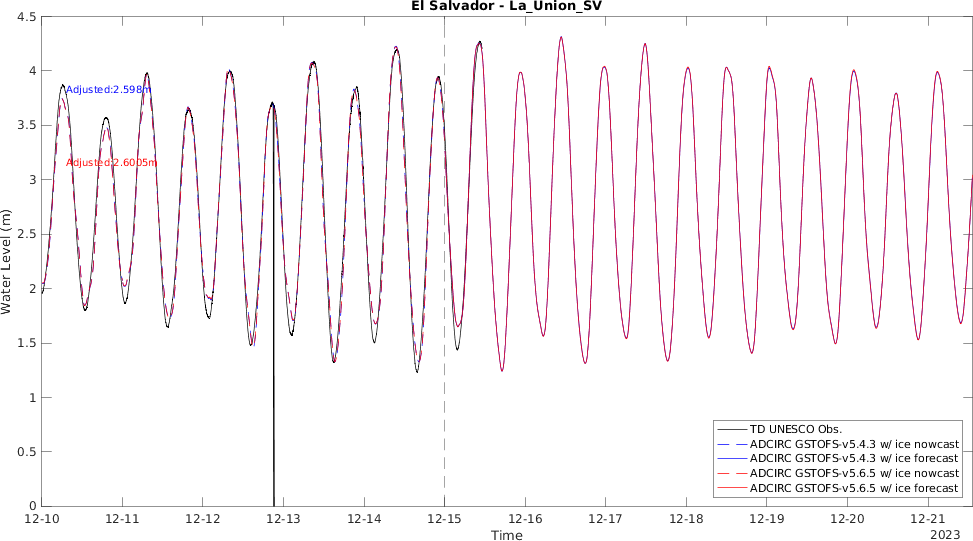 El Salvador - La_Union_SV
Water Level (m)
4.5
4
3.5
3
2.5
2
1.5
1
0.5
0
Adjusted:2.598m
Adjusted:2.6005m
TD UNESCO Obs.
ADCIRC GSTOFS-v5.4.3 w/ ice nowcast
ADCIRC GSTOFS-v5.4.3 w/ ice forecast
ADCIRC GSTOFS-v5.6.5 w/ ice nowcast
ADCIRC GSTOFS-v5.6.5 w/ ice forecast
12-10 12-11 12-12 12-13 12-14 12-15 12-16 12-17 12-18 12-19 12-20 12-21
Time
2023